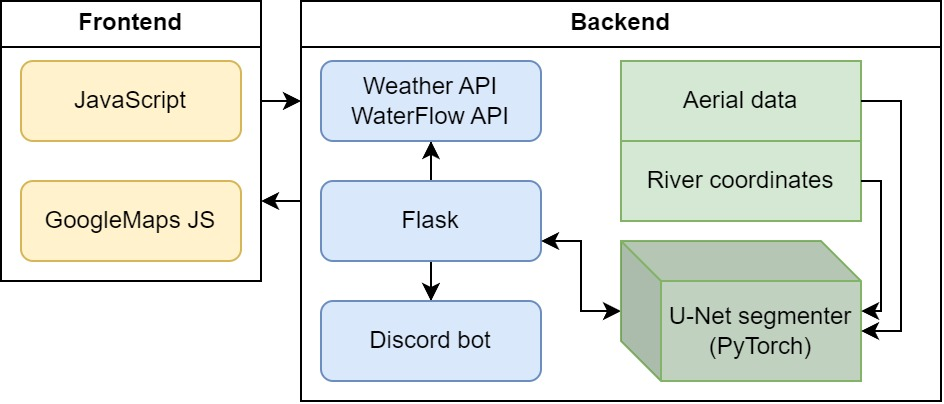 Frontend
JavaScript
GoogleMaps JS
Backend
Weather API
WaterFlow API
Flask
Discord bot
Aerial data
River coordinates
U-Net segmenter
(PyTorch)